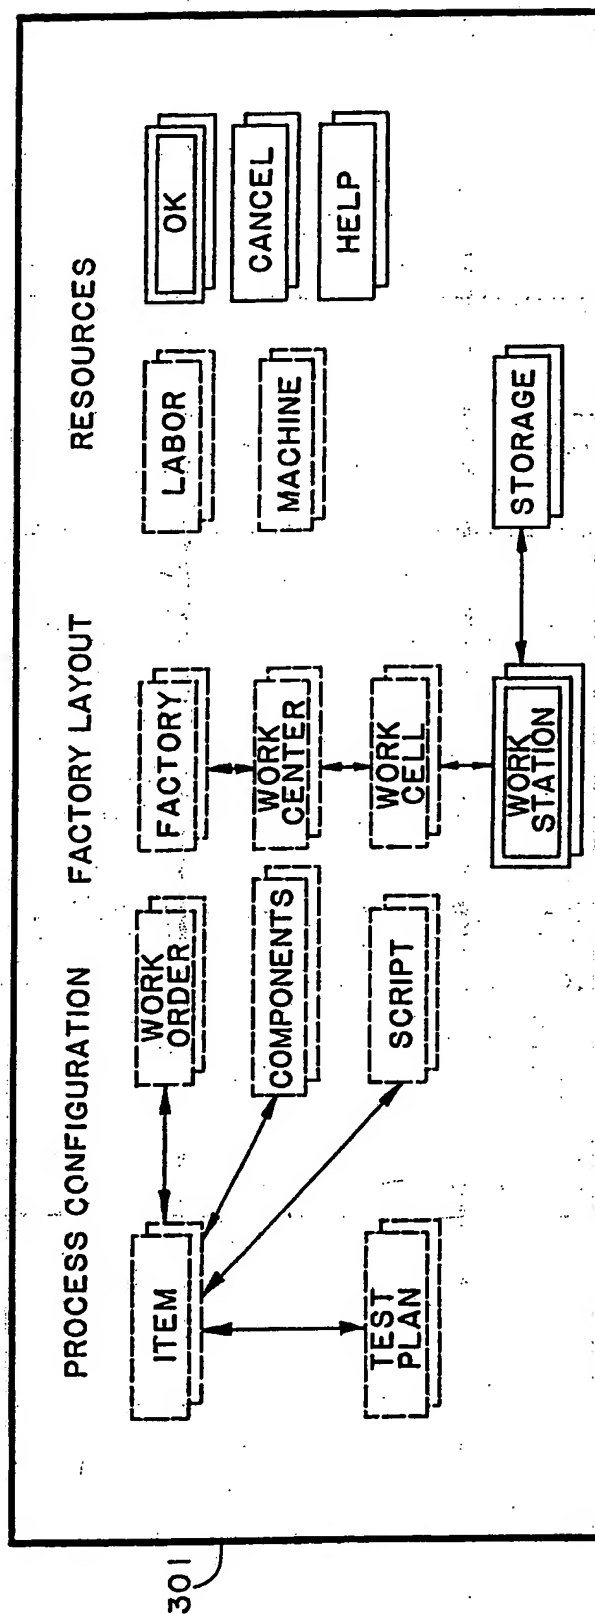 PROCESS CONFIGURATION
FACTORY LAYOUT
RESOURCES
ITEM
WORK
ORDER
FACTORY
LABOR
OK
COMPONENTS
WORK
CENTER
MACHINE
CANCEL
HELP
TEST
PLAN
SCRIPT
WORK
CELL
WORK
STATION
STORAGE
301